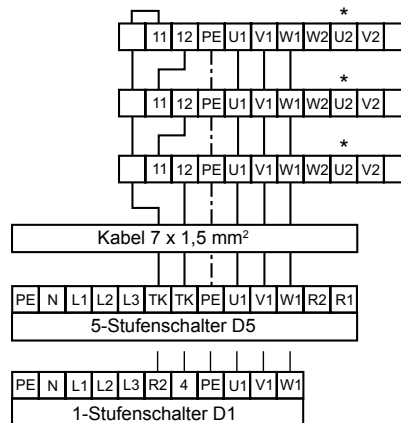 *
11 12 PE U1 V1 W1 W2 U2 V2
*
11 12 PE U1 V1 W1 W2 U2 V2
*
11 12 PE U1 V1 W1 W2 U2 V2
Kabel 7 x 1,5 mm²
PE N L1 L2 L3 TK TK PE U1 V1 W1 R2 R1
5-Stufenschalter D5
PE N L1 L2 L3 R2 4 PE U1 V1 W1
1-Stufenschalter D1